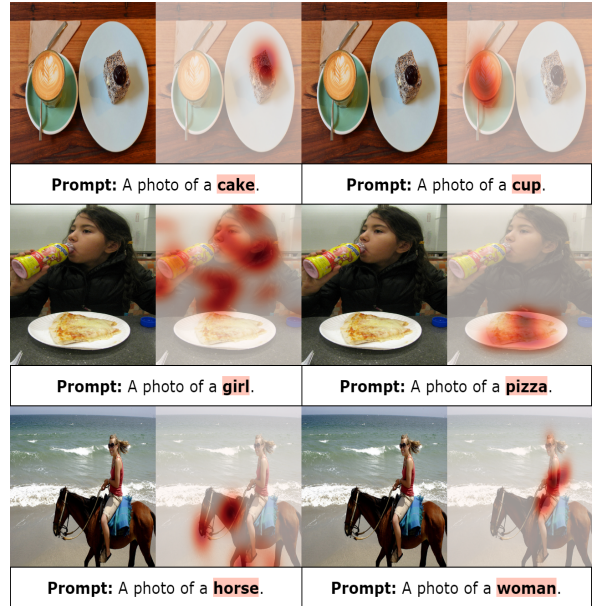 Prompt: A photo of a cake.
Prompt: A photo of a cup.
Prompt: A photo of a girl.
Prompt: A photo of a pizza.
Prompt: A photo of a horse.
Prompt: A photo of a woman.